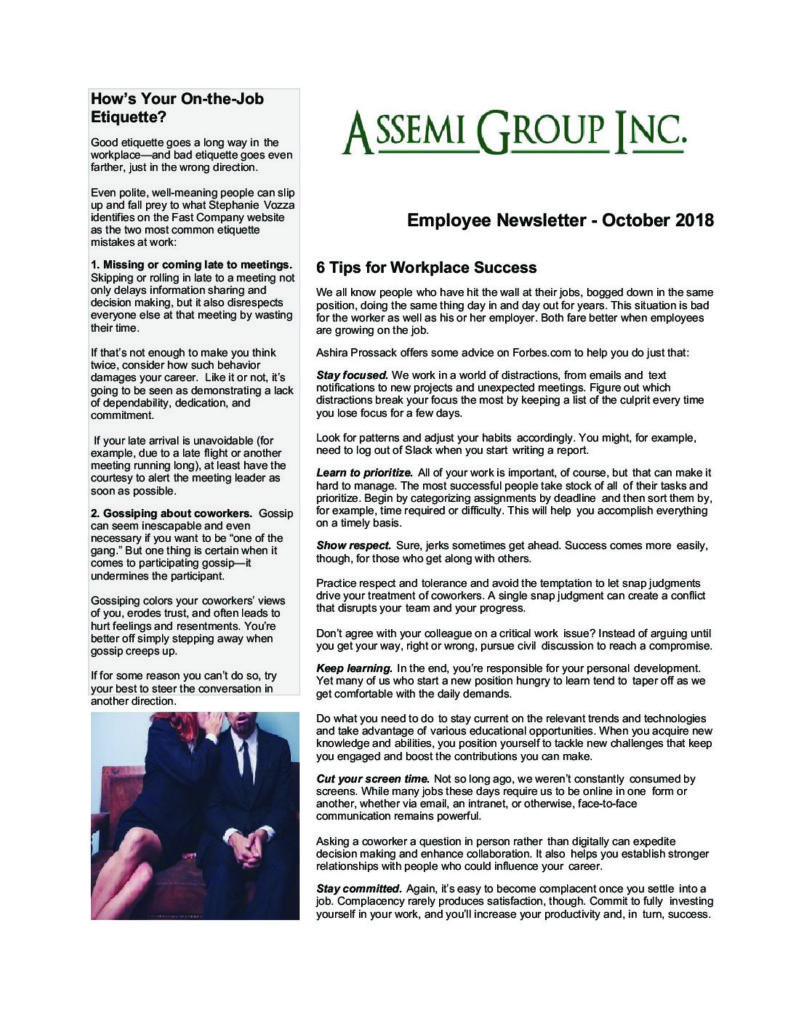 How's Your On-the-Job
Etiquette?
Good etiquette goes a long way in the
workplace—and bad etiquette goes even
farther, just in the wrong direction.
Even polite, well-meaning people can slip
up and fall prey to what Stephanie Vozza
identifies on the Fast Company website
as the two most common etiquette
mistakes at work:
1. Missing or coming late to meetings.
Skipping or rolling in late to a meeting not
only delays information sharing and
decision making, but it also disrespects
everyone else at that meeting by wasting
their time.
If that's not enough to make you think
twice, consider how such behavior
damages your career. Like it or not, it's
going to be seen as demonstrating a lack
of dependability, dedication, and
commitment.
If your late arrival is unavoidable (for
example, due to a late flight or another
meeting running long), at least have the
courtesy to alert the meeting leader as
soon as possible.
2. Gossiping about coworkers. Gossip
can seem inescapable and even
necessary if you want to be “one of the
gang.” But one thing is certain when it
comes to participating gossip—it
undermines the participant.
Gossiping colors your coworkers' views
of you, erodes trust, and often leads to
hurt feelings and resentments. You're
better off simply stepping away when
gossip creeps up.
If for some reason you can't do so, try
your best to steer the conversation in
another direction.
ASSEMI GROUP INC.
Employee Newsletter - October 2018
6 Tips for Workplace Success
We all know people who have hit the wall at their jobs, bogged down in the same
position, doing the same thing day in and day out for years. This situation is bad
for the worker as well as his or her employer. Both fare better when employees
are growing on the job.
Ashira Prossack offers some advice on Forbes.com to help you do just that:
Stay focused. We work in a world of distractions, from emails and text
notifications to new projects and unexpected meetings. Figure out which
distractions break your focus the most by keeping a list of the culprit every time
you lose focus for a few days.
Look for patterns and adjust your habits accordingly. You might, for example,
need to log out of Slack when you start writing a report.
Learn to prioritize. All of your work is important, of course, but that can make it
hard to manage. The most successful people take stock of all of their tasks and
prioritize. Begin by categorizing assignments by deadline and then sort them by,
for example, time required or difficulty. This will help you accomplish everything
on a timely basis.
Show respect. Sure, jerks sometimes get ahead. Success comes more easily,
though, for those who get along with others.
Practice respect and tolerance and avoid the temptation to let snap judgments
drive your treatment of coworkers. A single snap judgment can create a conflict
that disrupts your team and your progress.
Don't agree with your colleague on a critical work issue? Instead of arguing until
you get your way, right or wrong, pursue civil discussion to reach a compromise.
Keep learning. In the end, you're responsible for your personal development.
Yet many of us who start a new position hungry to learn tend to taper off as we
get comfortable with the daily demands.
Do what you need to do to stay current on the relevant trends and technologies
and take advantage of various educational opportunities. When you acquire new
knowledge and abilities, you position yourself to tackle new challenges that keep
you engaged and boost the contributions you can make.
Cut your screen time. Not so long ago, we weren't constantly consumed by
screens. While many jobs these days require us to be online in one form or
another, whether via email, an intranet, or otherwise, face-to-face
communication remains powerful.
Asking a coworker a question in person rather than digitally can expedite
decision making and enhance collaboration. It also helps you establish stronger
relationships with people who could influence your career.
Stay committed. Again, it's easy to become complacent once you settle into a
job. Complacency rarely produces satisfaction, though. Commit to fully investing
yourself in your work, and you'll increase your productivity and, in turn, success.